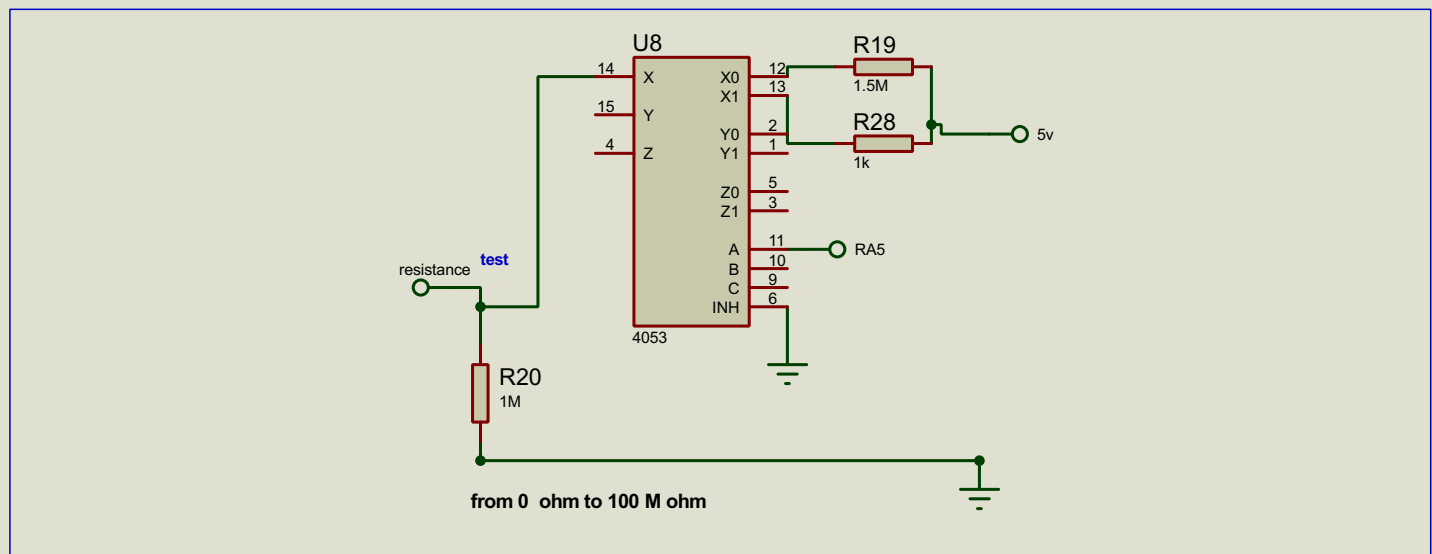 U8
R19
14
X
X0
12
1.5M
13
X1
15
Y
Y0
2
R28
5v
4
Z
Y1
1
1k
Z0
5
Z1
3
A
11
RA5
B
10
resistance
test
C
9
INH
6
4053
R20
1M
from 0 ohm to 100 M ohm